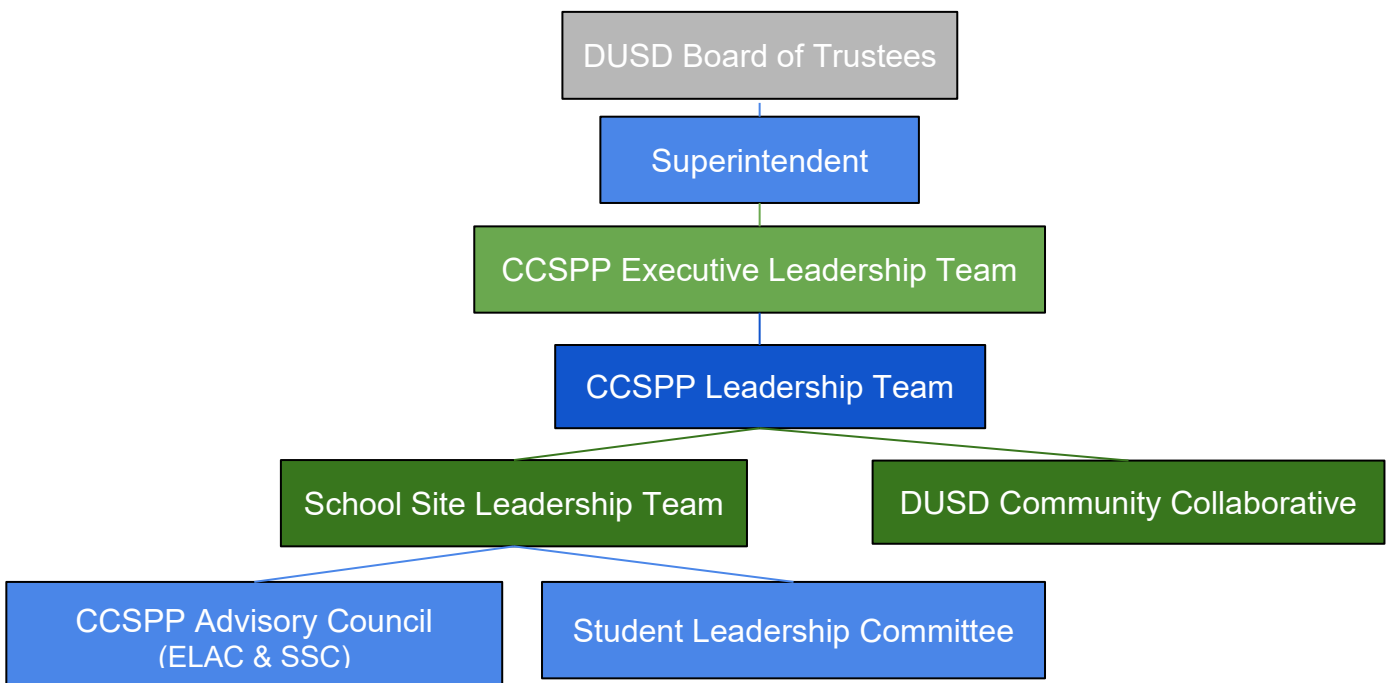 DUSD Board of Trustees
Superintendent
CCSPP Executive Leadership Team
CCSPP Leadership Team
School Site Leadership Team
DUSD Community Collaborative
CCSPP Advisory Council
(ELAC & SSC)
Student Leadership Committee